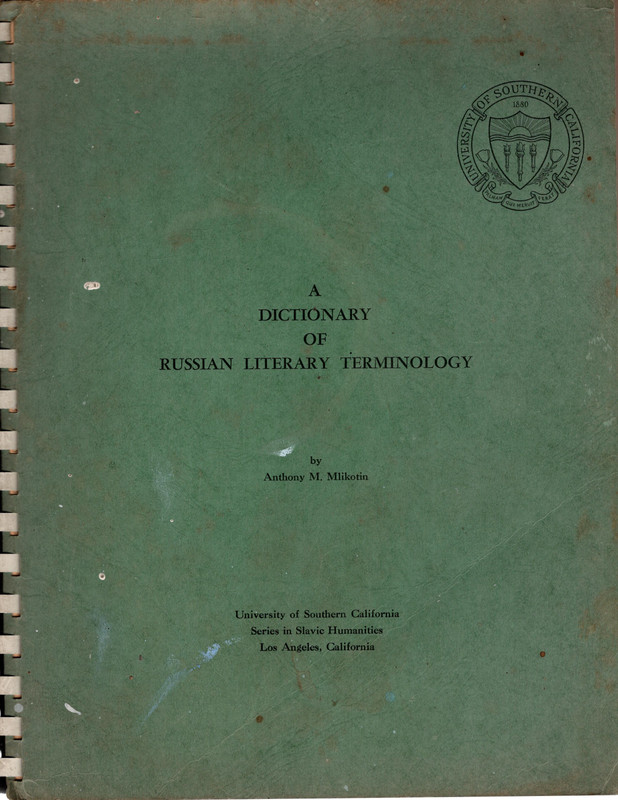 UNIVERSITY OF SOUTHERN CALIFORNIA
1880
A
DICTIONARY
OF
RUSSIAN LITERARY TERMINOLOGY
by
Anthony M. Mlikotin
University of Southern California
Series in Slavic Humanities
Los Angeles, California